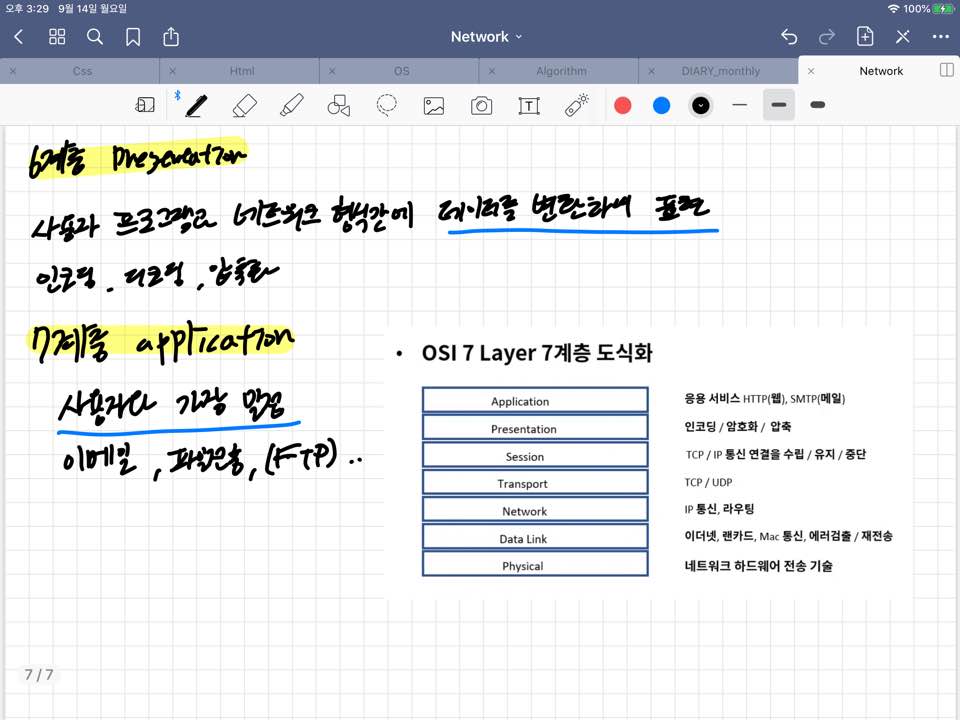 오후 3:29 9월 14일 월요일
100%
Network
Css
Html
OS
Algorithm
DIARY_monthly
Network
6계층 presentation
사용자 프로그램과 네트워크 형식간에 데이터를 변환하여 표현
인코딩, 디코딩, 암호화
7계층 application
사용자와 가장 밀접
이메일, 파일전송, (FTP) ..
• OSI 7 Layer 7계층 도식화
Application 응용 서비스 HTTP(웹), SMTP(메일)
Presentation 인코딩 / 암호화 / 압축
Session TCP / IP 통신 연결을 수립 / 유지 / 중단
Transport TCP / UDP
Network IP 통신, 라우팅
Data Link 이더넷, 랜카드, Mac 통신, 에러검출 / 재전송
Physical 네트워크 하드웨어 전송 기술
7 / 7